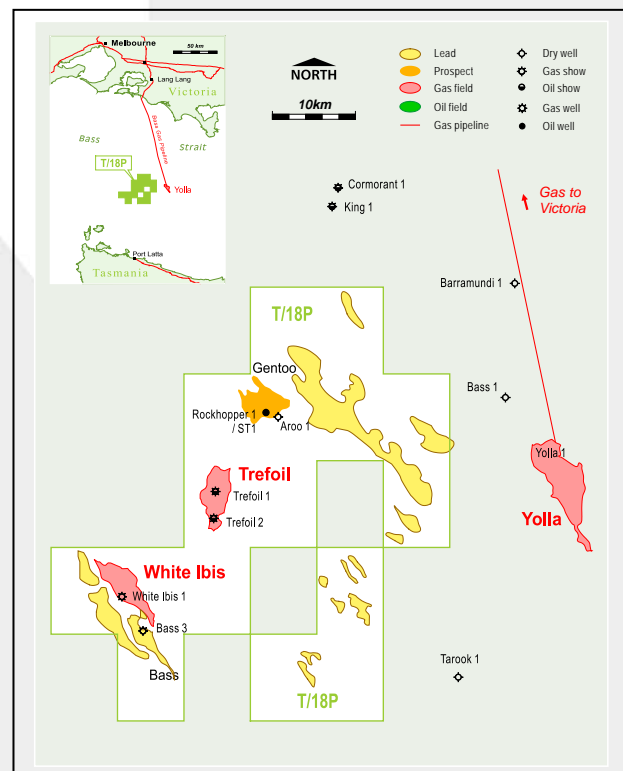 50 km
Melbourne
Lang Lang
Victoria
Bass Gas Pipeline
Bass
Strait
T/18P
Yolla
Port Latta
Tasmania
NORTH
10km
Lead
Prospect
Gas field
Oil field
Gas pipeline
Dry well
Gas show
Oil show
Gas well
Oil well
Cormorant 1
King 1
Gas to
Victoria
Barramundi 1
T/18P
Gentoo
Bass 1
Rockhopper 1
/ ST1
Aroo 1
Yolla 1
Trefoil
Trefoil 1
Yolla
Trefoil 2
White Ibis
White Ibis 1
Bass 3
Tarook 1
Bass
T/18P